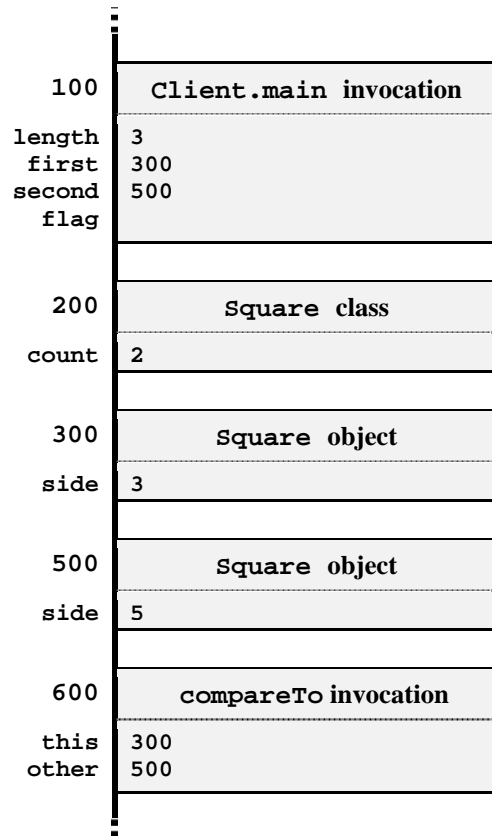 100 Client.main invocation
length 3
first 300
second 500
flag
200 Square class
count 2
300 Square object
side 3
500 Square object
side 5
600 compareTo invocation
this 300
other 500